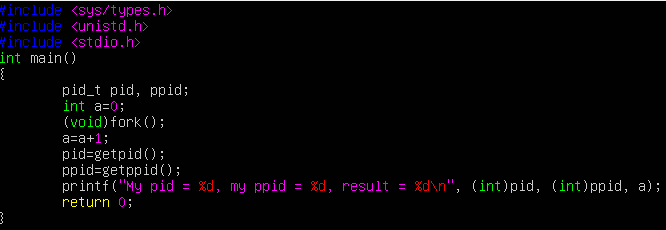 #include <sys/types.h>
#include <unistd.h>
#include <stdio.h>
int main()
{
        pid_t pid, ppid;
        int a=0;
        (void)fork();
        a=a+1;
        pid=getpid();
        ppid=getppid();
        printf("My pid = %d, my ppid = %d, result = %d\n", (int)pid, (int)ppid, a);
        return 0;
}